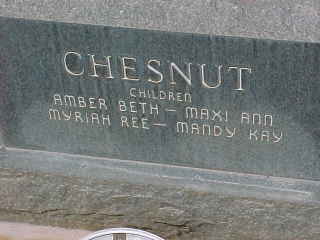 CHESNUT
CHILDREN
AMBER BETH — MAXI ANN
MYRIAH REE — MANDY KAY